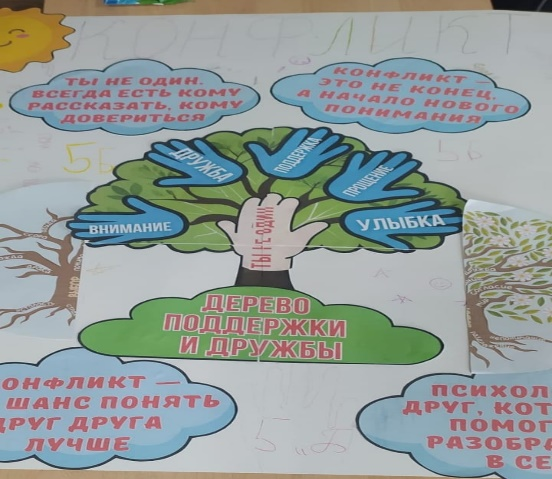 КОНФЛИКТ
ТЫ НЕ ОДИН.
ВСЕГДА ЕСТЬ КОМУ
РАССКАЗАТЬ, КОМУ
ДОВЕРИТЬСЯ
КОНФЛИКТ —
ЭТО НЕ КОНЕЦ,
А НАЧАЛО НОВОГО
ПОНИМАНИЯ
5Ь
5Ь
ВНИМАНИЕ
ДРУЖБА
ПОДДЕРЖКА
ПРОЩЕНИЕ
УЛЫБКА
ТЫ НЕ ОДИН
ДЕРЕВО
ПОДДЕРЖКИ
И ДРУЖБЫ
ОНФЛИКТ —
ШАНС ПОНЯТЬ
ДРУГ ДРУГА
ЛУЧШЕ
ПСИХОЛ
ДРУГ, КОТ
ПОМОГ
РАЗОБРА
В СЕ